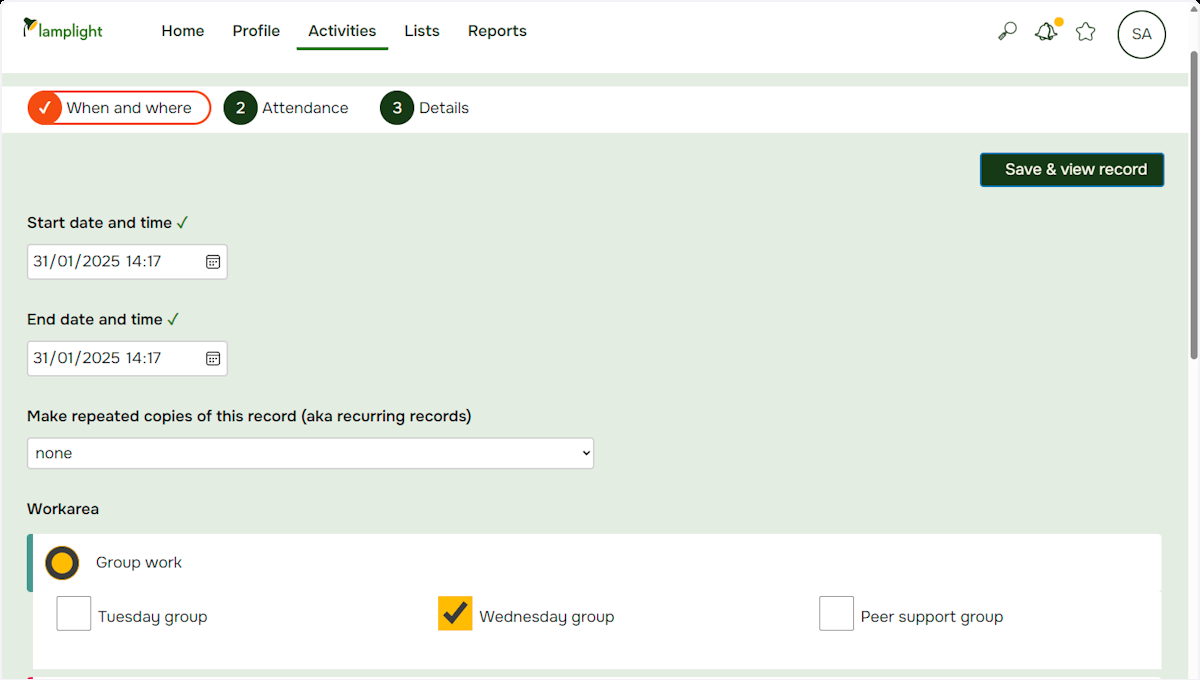 lamplight Home Profile Activities Lists Reports SA
When and where 2 Attendance 3 Details
Save & view record
Start date and time
31/01/2025 14:17
End date and time
31/01/2025 14:17
Make repeated copies of this record (aka recurring records)
none
Workarea
Group work
Tuesday group Wednesday group Peer support group